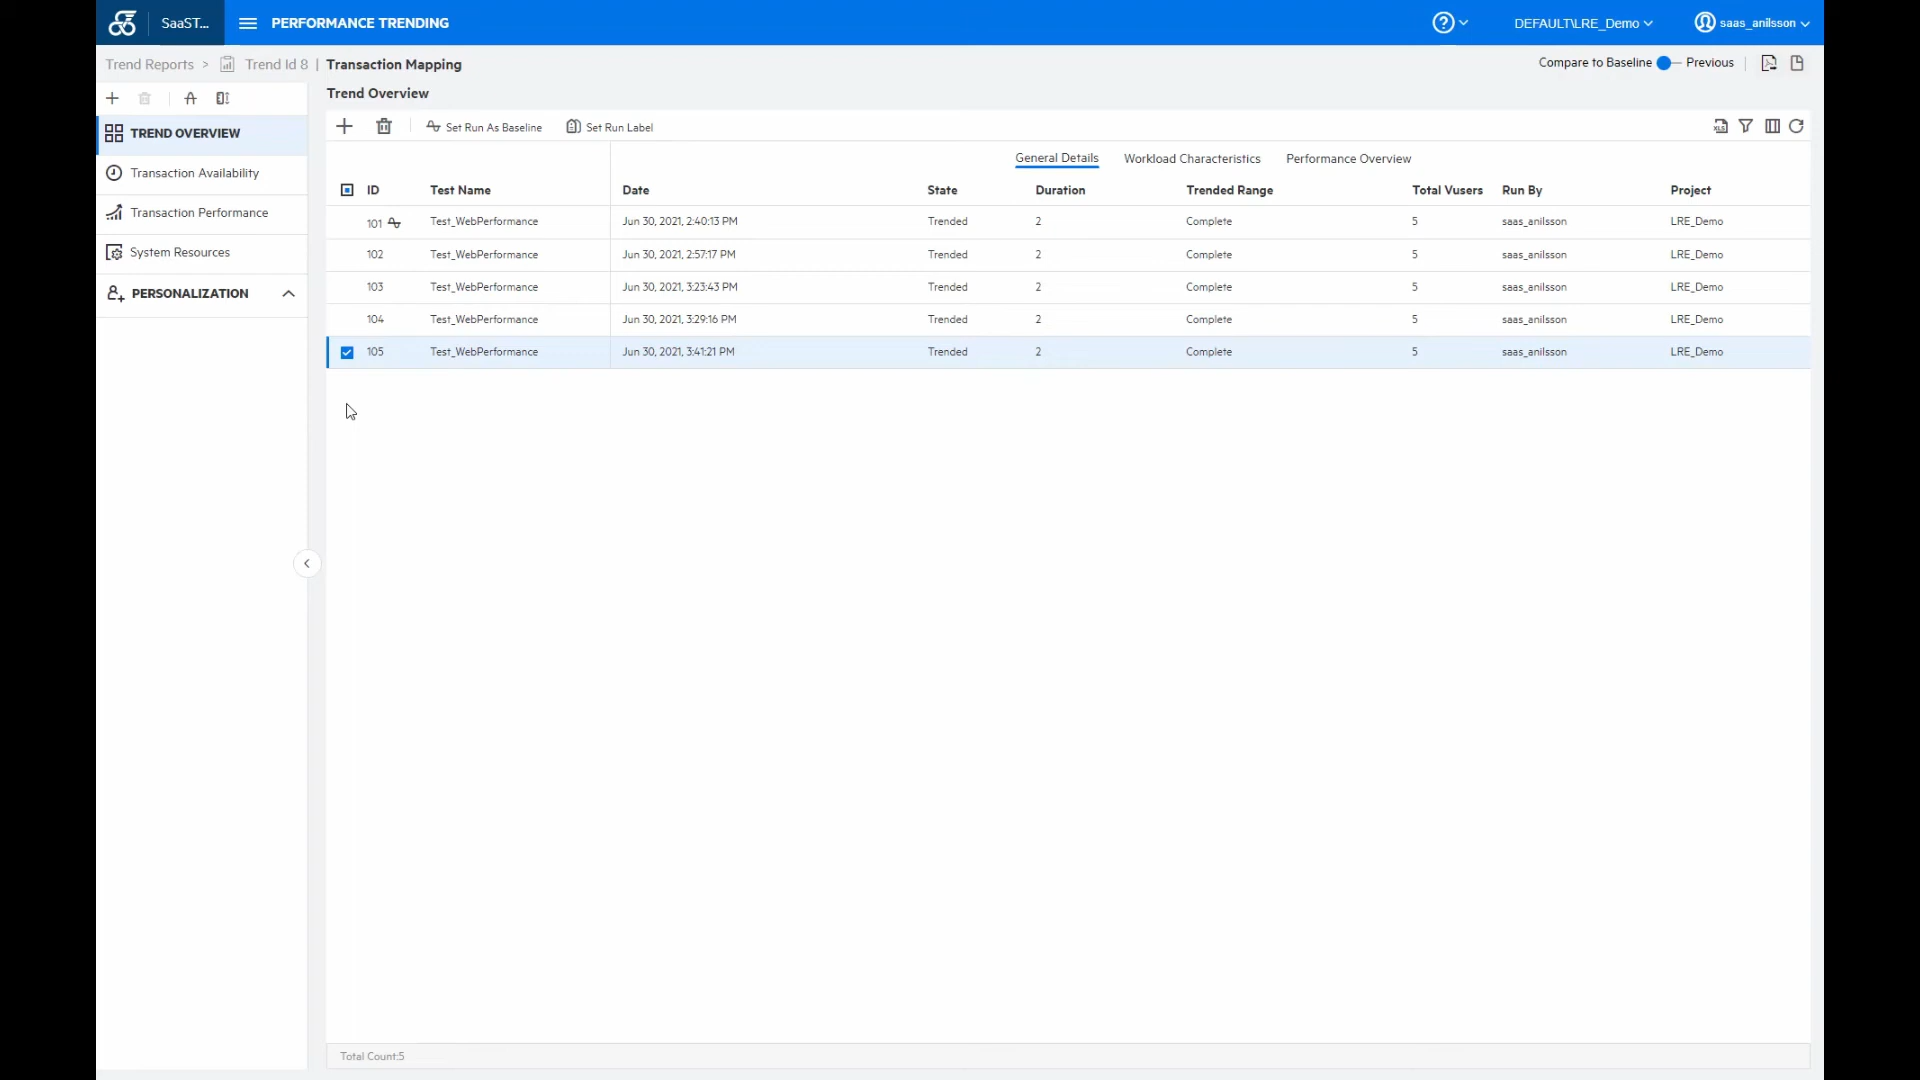 SaaST... PERFORMANCE TRENDING DEFAULT\LRE_Demo saas_anilsson
Trend Reports > Trend Id 8 | Transaction Mapping Compare to Baseline Previous
Trend Overview
Set Run As Baseline Set Run Label
TREND OVERVIEW
Transaction Availability
Transaction Performance
System Resources
PERSONALIZATION
General Details Workload Characteristics Performance Overview
ID Test Name Date State Duration Trended Range Total Vusers Run By Project
101 Test_WebPerformance Jun 30, 2021, 2:40:13 PM Trended 2 Complete 5 saas_anilsson LRE_Demo
102 Test_WebPerformance Jun 30, 2021, 2:57:17 PM Trended 2 Complete 5 saas_anilsson LRE_Demo
103 Test_WebPerformance Jun 30, 2021, 3:23:43 PM Trended 2 Complete 5 saas_anilsson LRE_Demo
104 Test_WebPerformance Jun 30, 2021, 3:29:16 PM Trended 2 Complete 5 saas_anilsson LRE_Demo
105 Test_WebPerformance Jun 30, 2021, 3:41:21 PM Trended 2 Complete 5 saas_anilsson LRE_Demo
Total Count:5